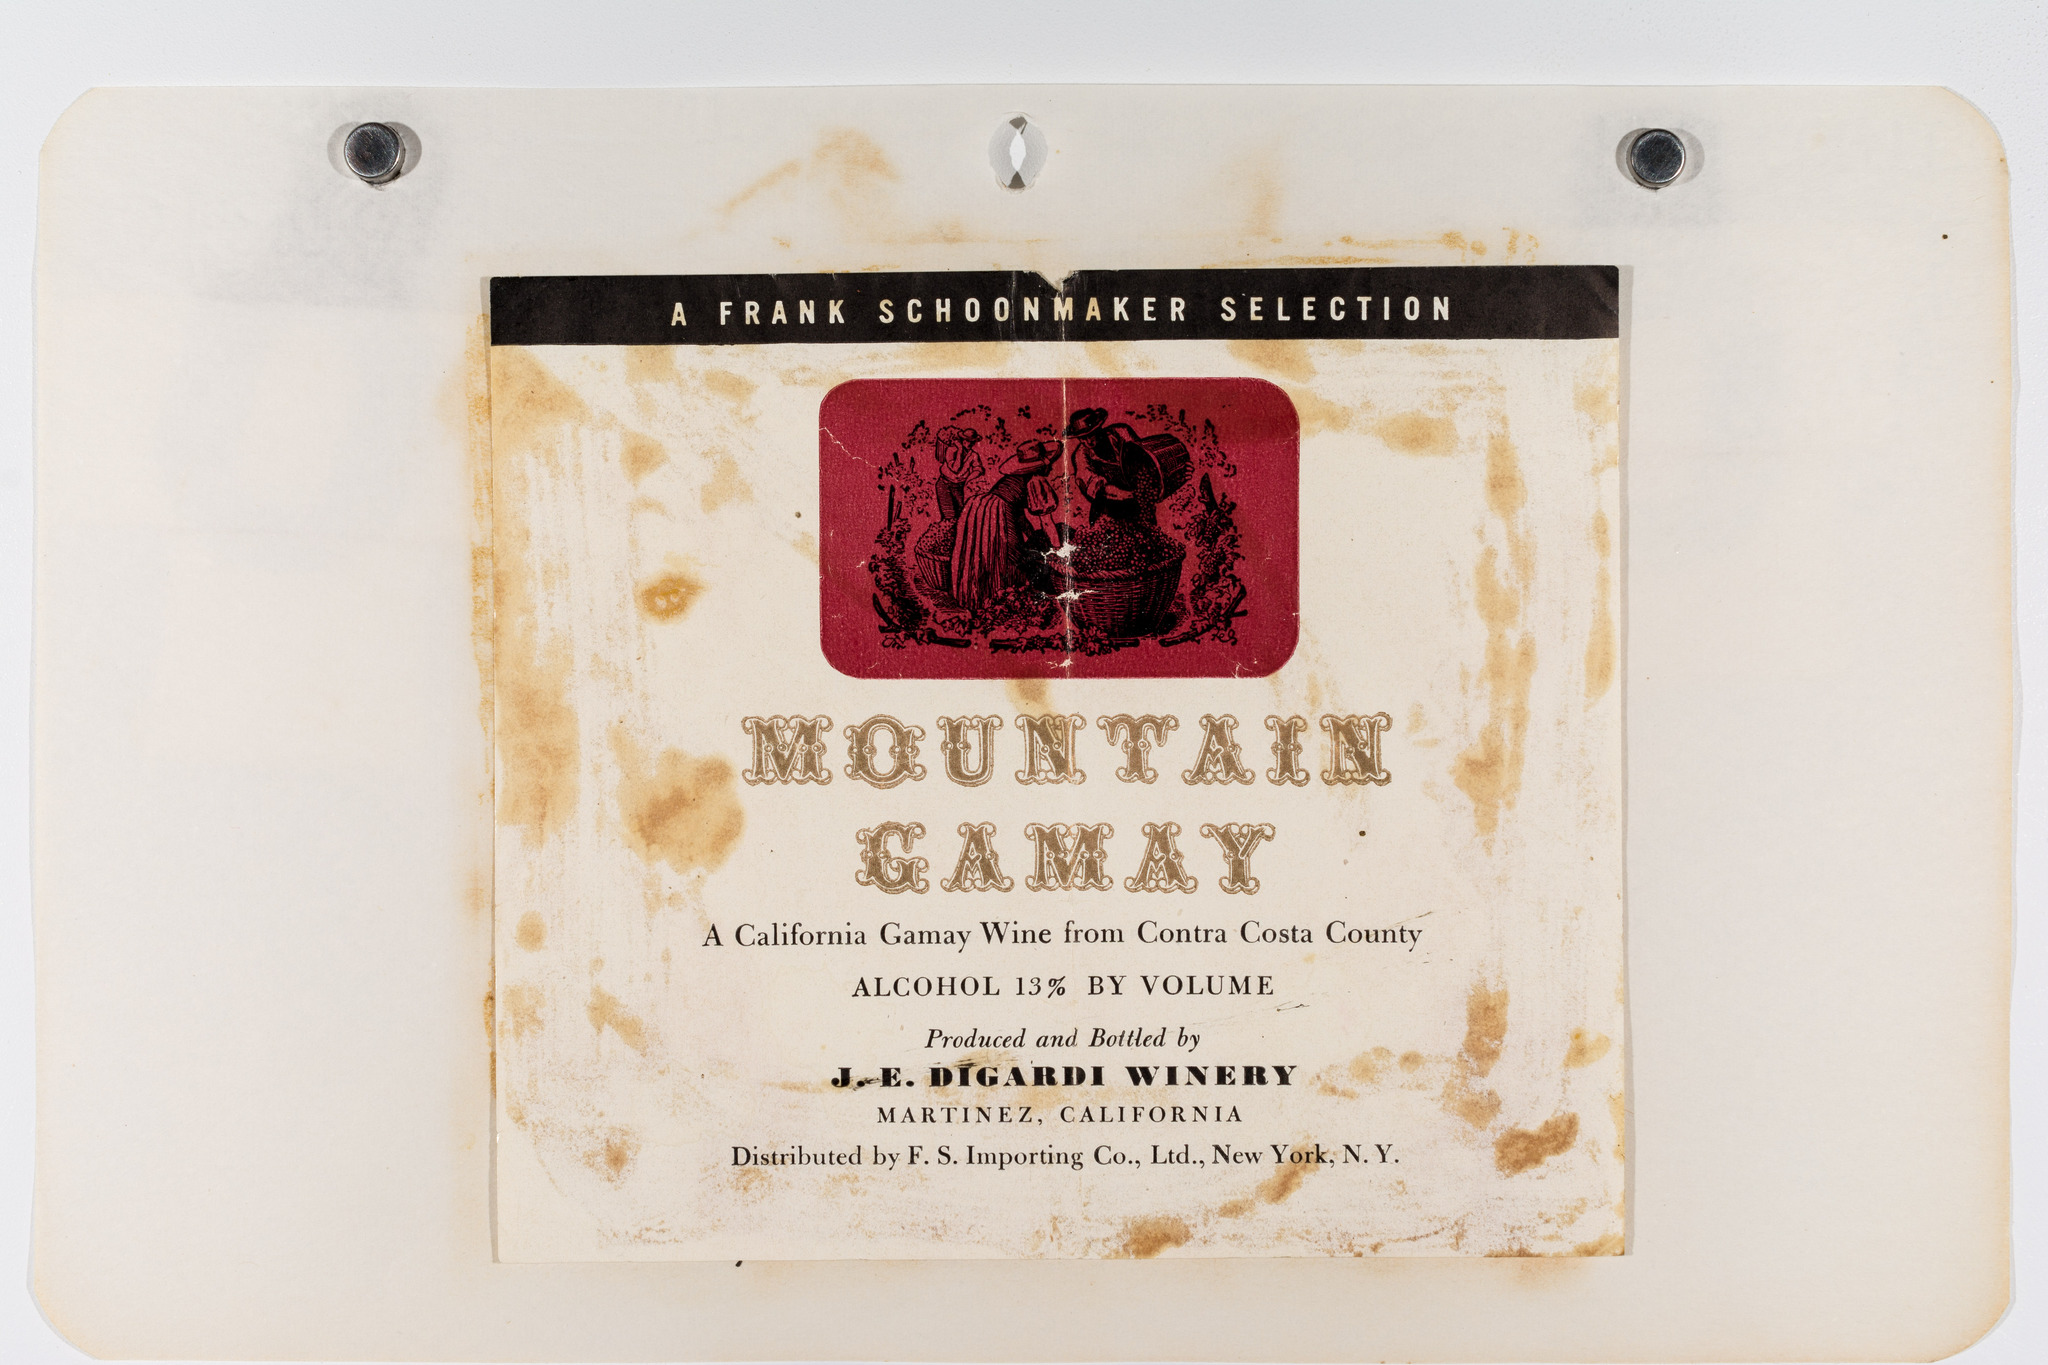 A FRANK SCHOONMAKER SELECTION
MOUNTAIN
GAMAY
A California Gamay Wine from Contra Costa County
ALCOHOL 13% BY VOLUME
Produced and Bottled by
J. E. DIGARDI WINERY
MARTINEZ, CALIFORNIA
Distributed by F. S. Importing Co., Ltd., New York, N. Y.